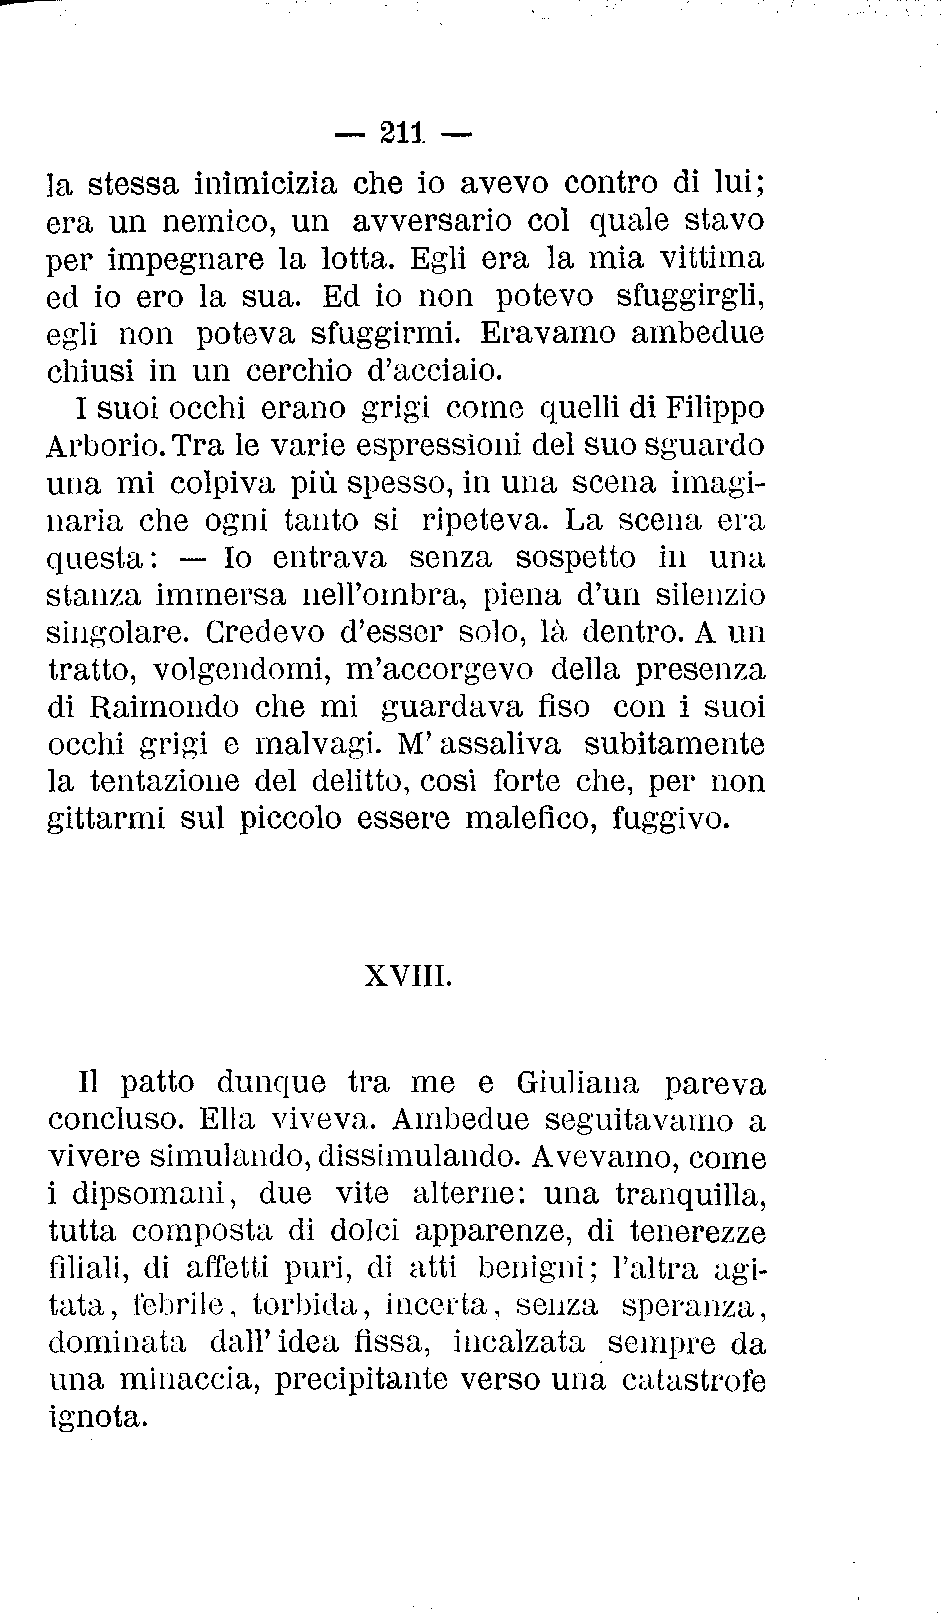 — 211 —
la stessa inimicizia che io avevo contro di lui;
era un nemico, un avversario col quale stavo
per impegnare la lotta. Egli era la mia vittima
ed io ero la sua. Ed io non potevo sfuggirgli,
egli non poteva sfuggirmi. Eravamo ambedue
chiusi in un cerchio d'acciaio.
I suoi occhi erano grigi come quelli di Filippo
Arborio. Tra le varie espressioni del suo sguardo
una mi colpiva più spesso, in una scena imagi-
naria che ogni tanto si ripeteva. La scena era
questa: — Io entrava senza sospetto in una
stanza immersa nell'ombra, piena d'un silenzio
singolare. Credevo d'esser solo, là dentro. A un
tratto, volgendomi, m'accorgevo della presenza
di Raimondo che mi guardava fiso con i suoi
occhi grigi e malvagi. M' assaliva subitamente
la tentazione del delitto, così forte che, per non
gittarmi sul piccolo essere malefico, fuggivo.
XVIII.
Il patto dunque tra me e Giuliana pareva
concluso. Ella viveva. Ambedue seguitavamo a
vivere simulando, dissimulando. Avevamo, come
i dipsomani, due vite alterne: una tranquilla,
tutta composta di dolci apparenze, di tenerezze
filiali, di affetti puri, di atti benigni; l'altra agi-
tata, febrile, torbida, incerta, senza speranza,
dominata dall' idea fissa, incalzata sempre da
una minaccia, precipitante verso una catastrofe
ignota.